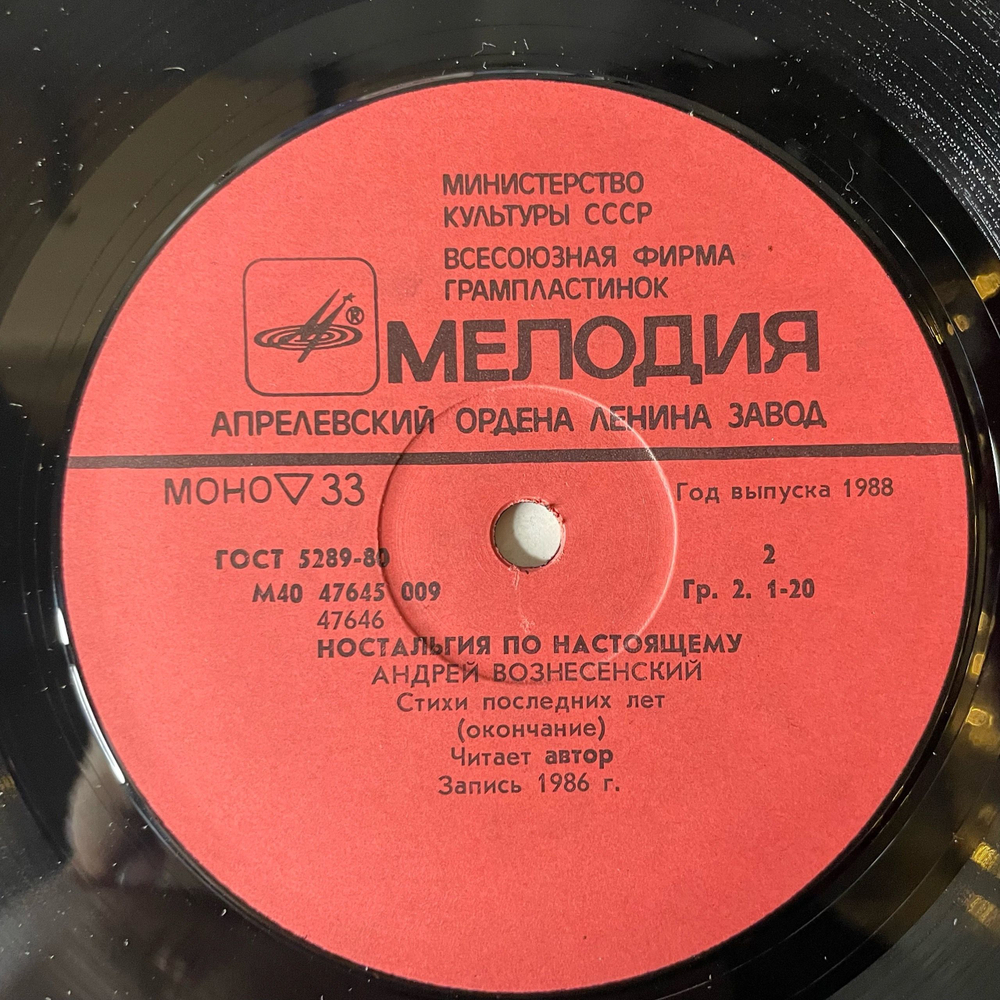 МИНИСТЕРСТВО
КУЛЬТУРЫ СССР
ВСЕСОЮЗНАЯ ФИРМА
ГРАМПЛАСТИНОК
®
МЕЛОДИЯ
АПРЕЛЕВСКИЙ ОРДЕНА ЛЕНИНА ЗАВОД
МОНО ▽ 33
Год выпуска 1988
ГОСТ 5289-80
2
М40 47645 009
Гр. 2. 1-20
47646
НОСТАЛЬГИЯ ПО НАСТОЯЩЕМУ
АНДРЕЙ ВОЗНЕСЕНСКИЙ
Стихи последних лет
(окончание)
Читает автор
Запись 1986 г.